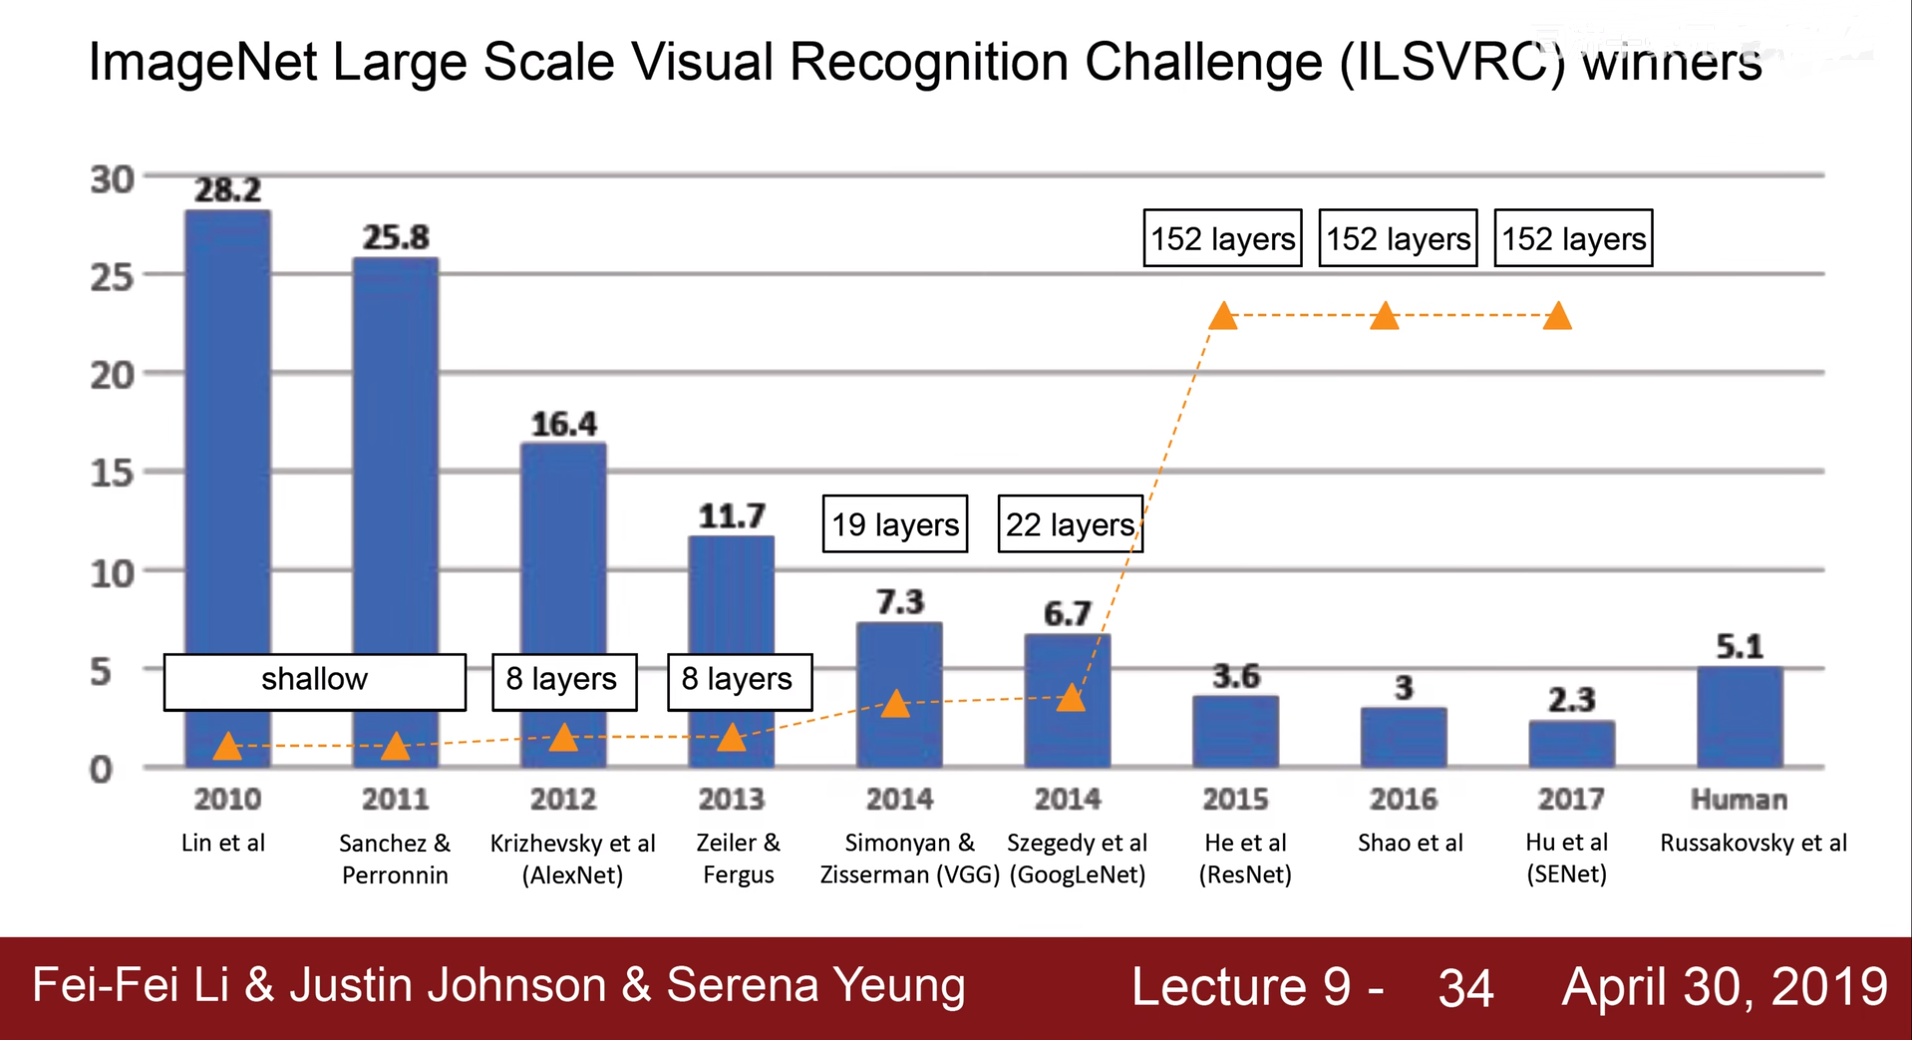 ImageNet Large Scale Visual Recognition Challenge (ILSVRC) winners
30
28.2
25.8
25
152 layers 152 layers 152 layers
20
16.4
15
11.7
19 layers 22 layers
10
7.3
6.7
5
shallow 8 layers 8 layers
3.6
3
2.3
5.1
0
2010 2011 2012 2013 2014 2014 2015 2016 2017 Human
Lin et al
Sanchez &
Perronnin
Krizhevsky et al
(AlexNet)
Zeiler &
Fergus
Simonyan &
Zisserman (VGG)
Szegedy et al
(GoogLeNet)
He et al
(ResNet)
Shao et al
Hu et al
(SENet)
Russakovsky et al
Fei-Fei Li & Justin Johnson & Serena Yeung Lecture 9 - 34 April 30, 2019